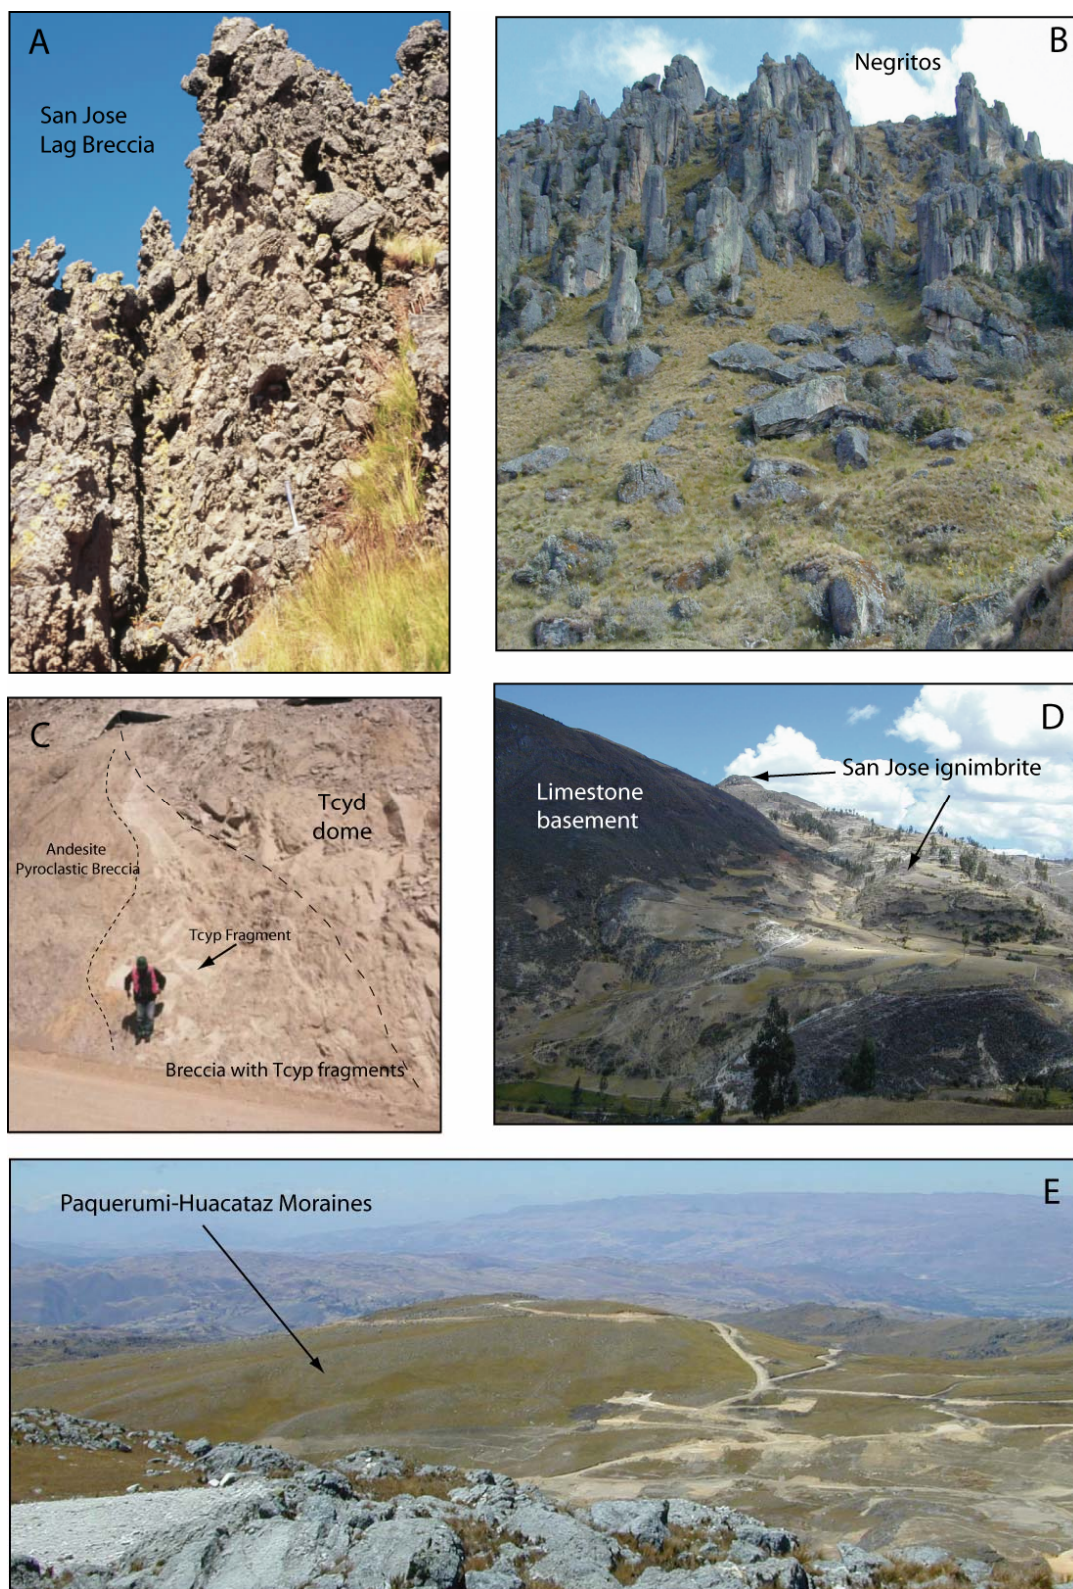 A
San Jose
Lag Breccia
B
Negritos
C
Tcyd
dome
Andesite
Pyroclastic Breccia
Tcyp Fragment
Breccia with Tcyp fragments
D
San Jose ignimbrite
Limestone
basement
E
Paquerumi-Huacataz Moraines